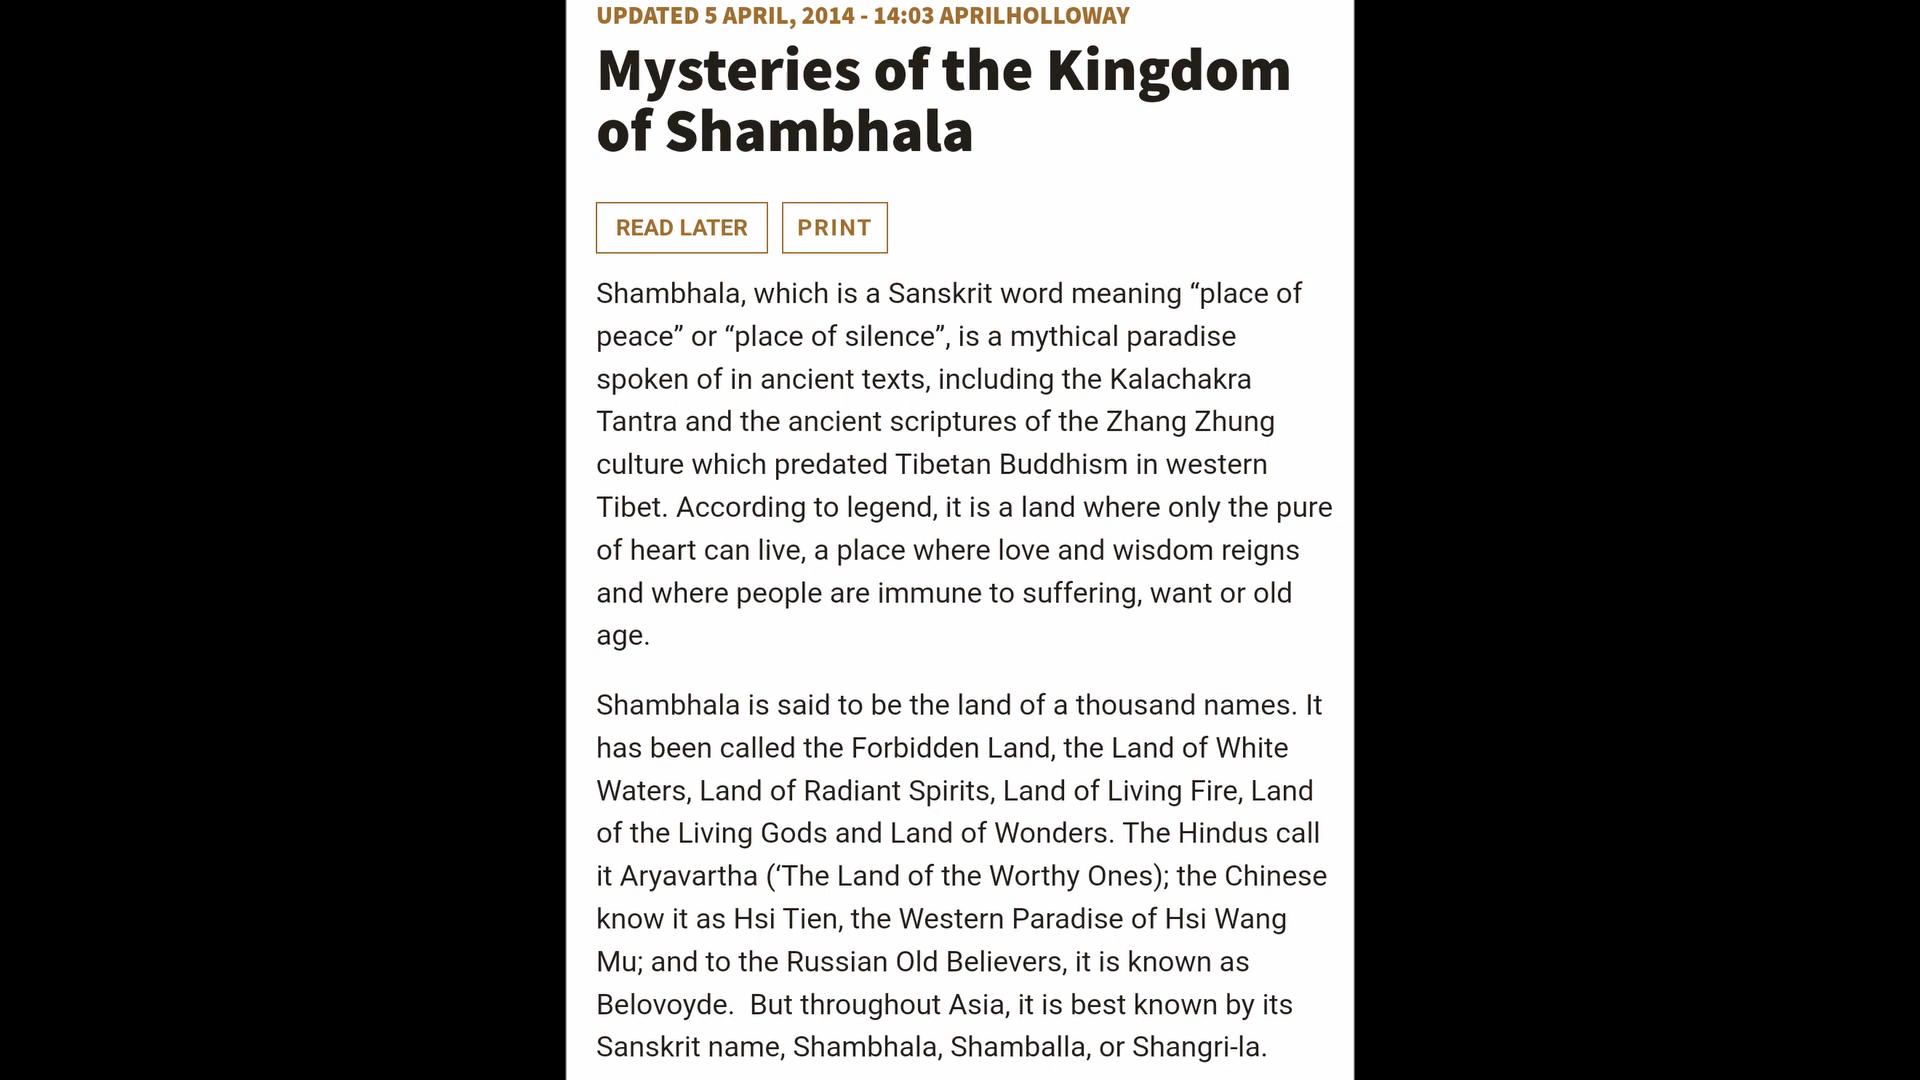 UPDATED 5 APRIL, 2014 - 14:03 APRILHOLLOWAY
Mysteries of the Kingdom
of Shambhala
READ LATER PRINT
Shambhala, which is a Sanskrit word meaning “place of
peace” or “place of silence”, is a mythical paradise
spoken of in ancient texts, including the Kalachakra
Tantra and the ancient scriptures of the Zhang Zhung
culture which predated Tibetan Buddhism in western
Tibet. According to legend, it is a land where only the pure
of heart can live, a place where love and wisdom reigns
and where people are immune to suffering, want or old
age.
Shambhala is said to be the land of a thousand names. It
has been called the Forbidden Land, the Land of White
Waters, Land of Radiant Spirits, Land of Living Fire, Land
of the Living Gods and Land of Wonders. The Hindus call
it Aryavartha (‘The Land of the Worthy Ones); the Chinese
know it as Hsi Tien, the Western Paradise of Hsi Wang
Mu; and to the Russian Old Believers, it is known as
Belovoyde.  But throughout Asia, it is best known by its
Sanskrit name, Shambhala, Shamballa, or Shangri-la.